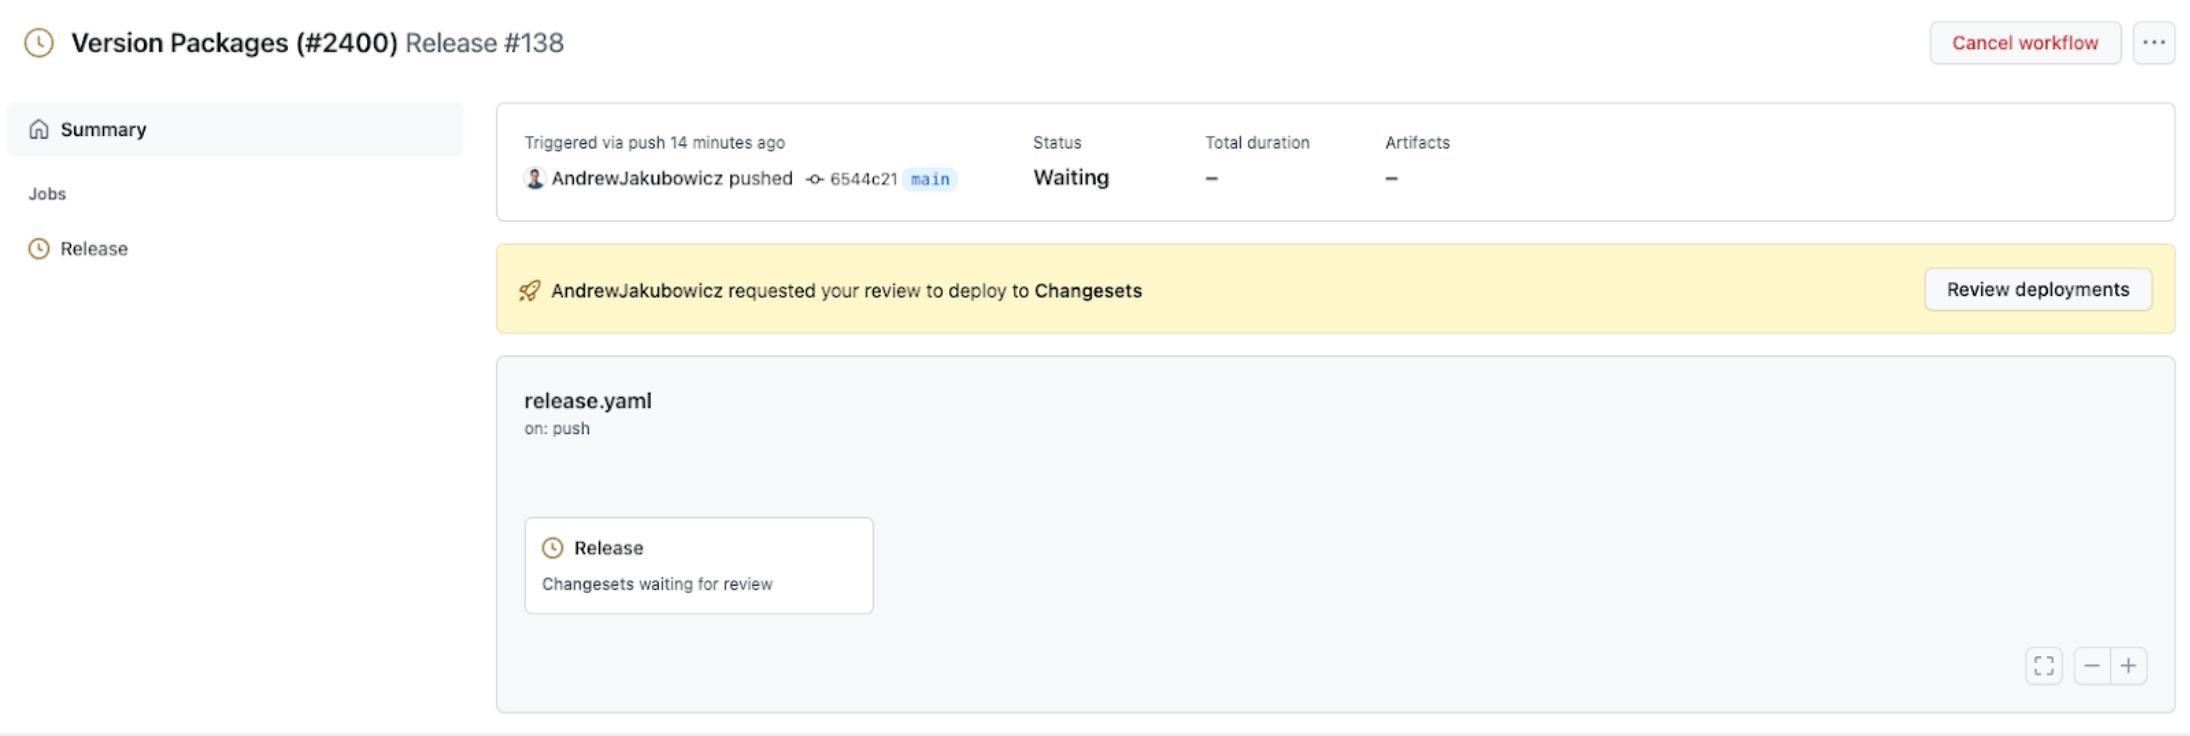 Version Packages (#2400) Release #138
Cancel workflow
...
Summary
Jobs
Release
Triggered via push 14 minutes ago
AndrewJakubowicz pushed 6544c21 main
Status
Waiting
Total duration
–
Artifacts
–
AndrewJakubowicz requested your review to deploy to Changesets
Review deployments
release.yaml
on: push
Release
Changesets waiting for review